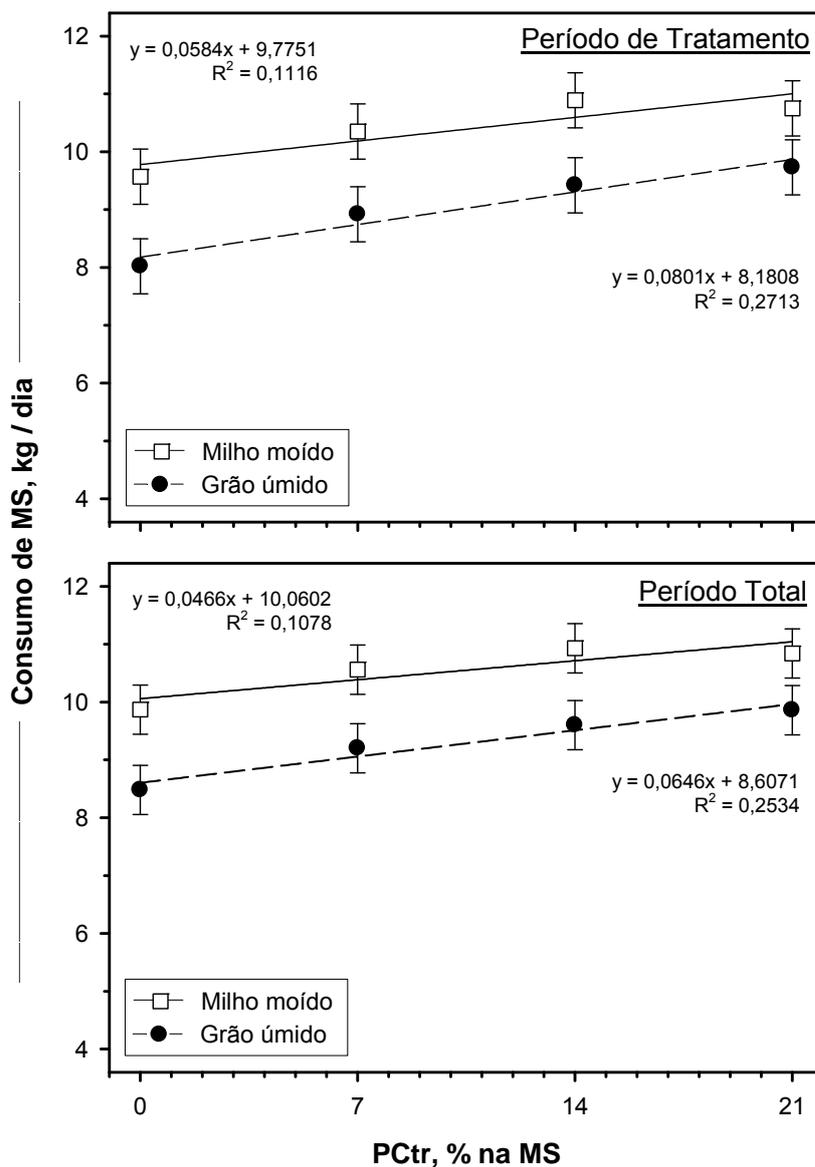 12
y = 0,0584x + 9,7751
R² = 0,1116
Período de Tratamento
10
8
y = 0,0801x + 8,1808
R² = 0,2713
6
Milho moído
Grão úmido
4
Consumo de MS, kg / dia
12
y = 0,0466x + 10,0602
R² = 0,1078
Período Total
10
y = 0,0646x + 8,6071
R² = 0,2534
8
6
Milho moído
Grão úmido
4
0 7 14 21
PCtr, % na MS